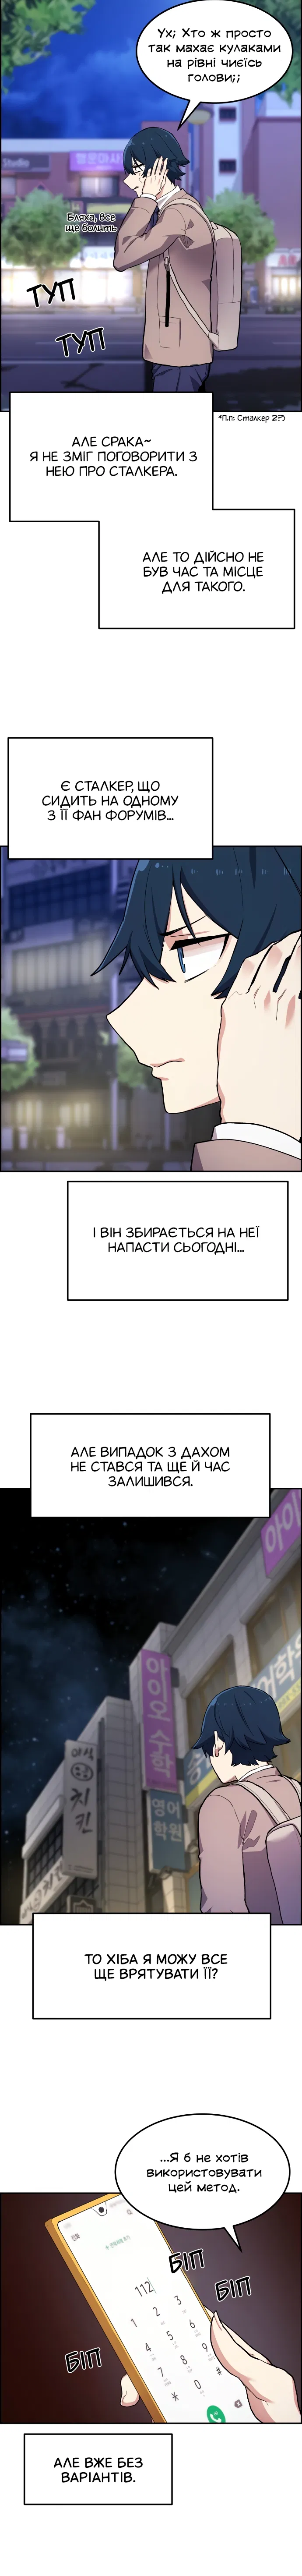 Ух; Хто ж просто
так махає кулаками
на рівні чиєїсь
голови;;
Бляха, все
ще болить
ТУП
ТУП
*П.п: Сталкер 2?)
АЛЕ СРАКА~
Я НЕ ЗМІГ ПОГОВОРИТИ З
НЕЮ ПРО СТАЛКЕРА.
АЛЕ ТО ДІЙСНО НЕ
БУВ ЧАС ТА МІСЦЕ
ДЛЯ ТАКОГО.
Є СТАЛКЕР, ЩО
СИДИТЬ НА ОДНОМУ
З ЇЇ ФАН ФОРУМІВ...
І ВІН ЗБИРАЄТЬСЯ НА НЕЇ
НАПАСТИ СЬОГОДНІ...
АЛЕ ВИПАДОК З ДАХОМ
НЕ СТАВСЯ ТА ЩЕ Й ЧАС
ЗАЛИШИВСЯ.
아이오 수학
영어
학원
치킨
ТО ХІБА Я МОЖУ ВСЕ
ЩЕ ВРЯТУВАТИ ЇЇ?
...Я б не хотів
використовувати
цей метод.
112
1 2 3
4 5 6
7 8 9
* 0 #
БІП
БІП
БІП
АЛЕ ВЖЕ БЕЗ
ВАРІАНТІВ.